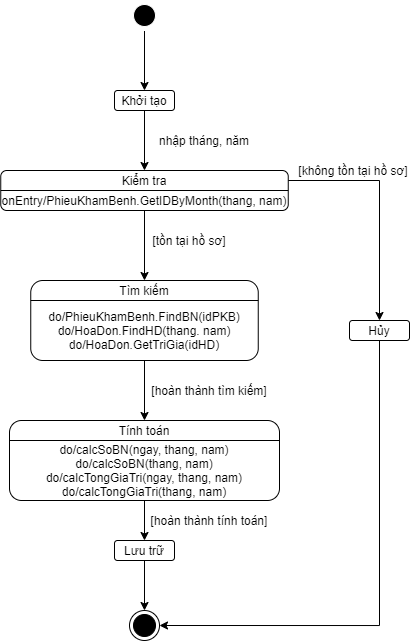 Khởi tạo
nhập tháng, năm
[không tồn tại hồ sơ]
Kiểm tra
onEntry/PhieuKhamBenh.GetIDByMonth(thang, nam)
[tồn tại hồ sơ]
Tìm kiếm
do/PhieuKhamBenh.FindBN(idPKB)
do/HoaDon.FindHD(thang. nam)
do/HoaDon.GetTriGia(idHD)
Hủy
[hoàn thành tìm kiếm]
Tính toán
do/calcSoBN(ngay, thang, nam)
do/calcSoBN(thang, nam)
do/calcTongGiaTri(ngay, thang, nam)
do/calcTongGiaTri(thang, nam)
[hoàn thành tính toán]
Lưu trữ